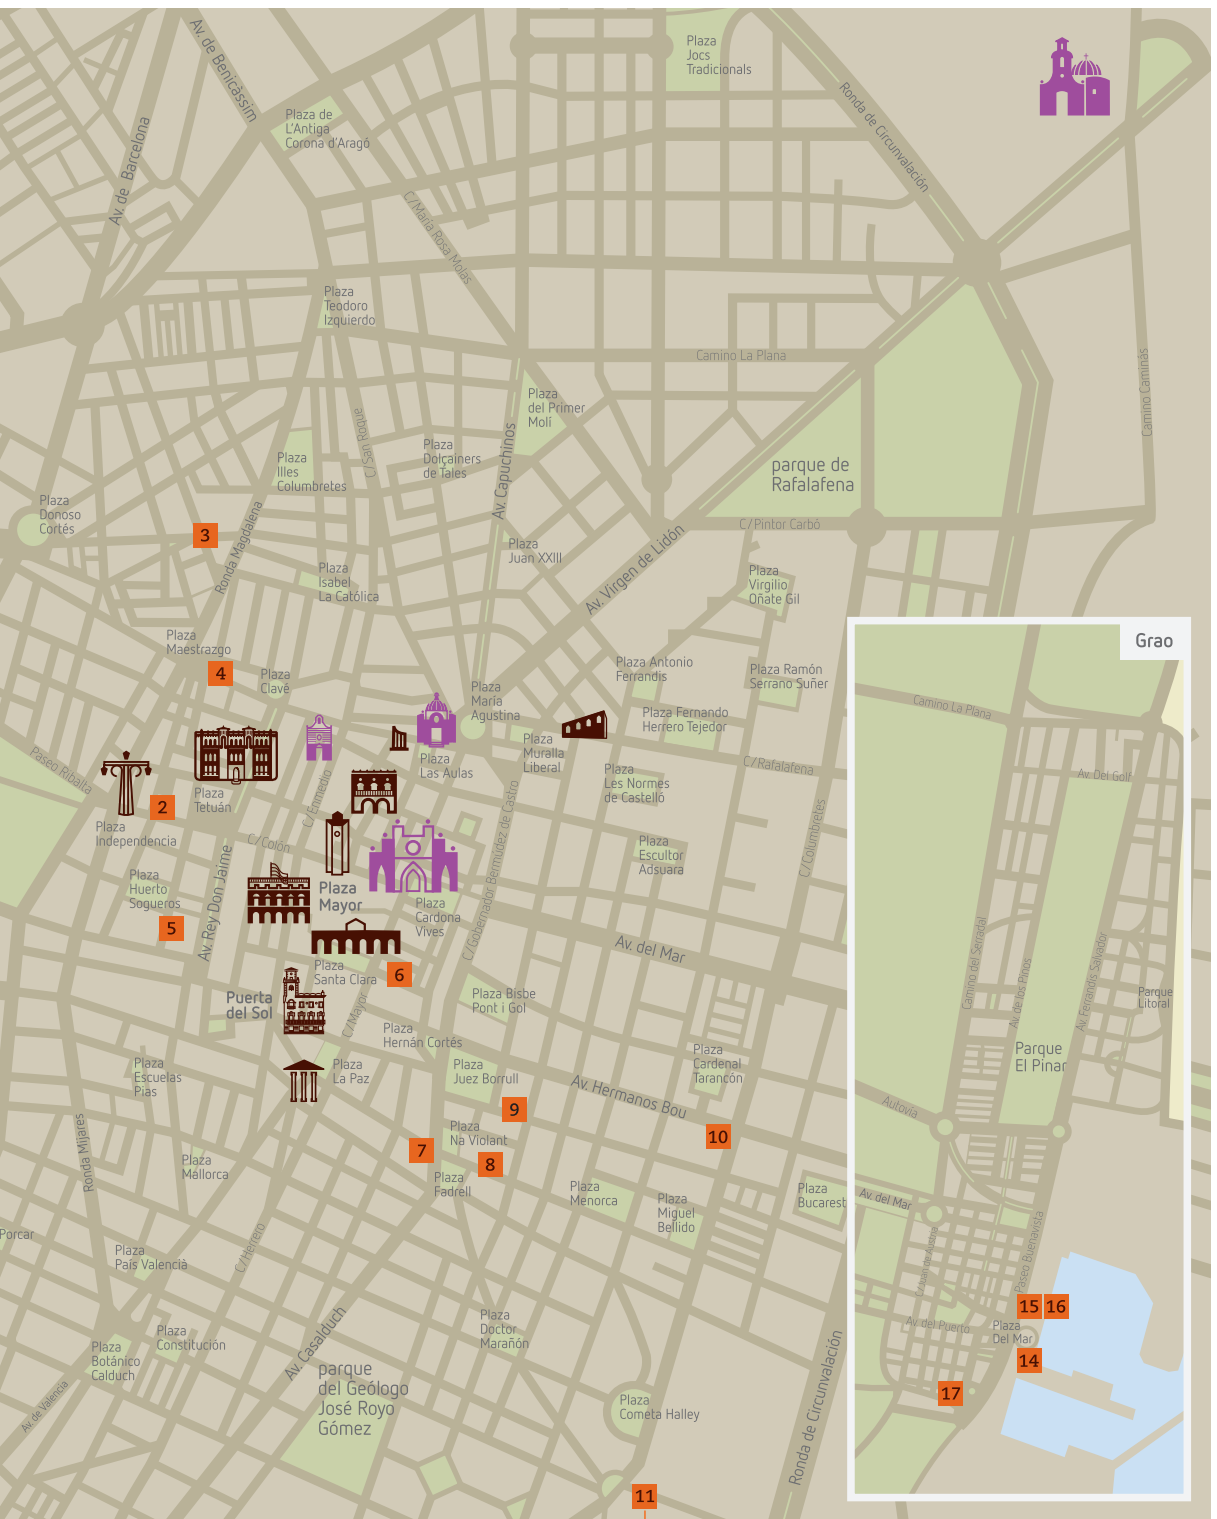 Plaza
Jocs
Tradicionals
Av. de Benicàssim
Ronda de Circunvalación
Plaza de
L'Antiga
Corona d'Aragó
Av. de Barcelona
C/María Rosa Molas
Plaza
Teodoro
Izquierdo
Camino La Plana
Camino Caminás
Plaza
del Primer
Molí
C/San Roque
Av. Capuchinos
Plaza
Dolçainers
de Tales
Plaza
Illes
Columbretes
parque de
Rafalafena
Plaza
Donoso
Cortés
3
Ronda Magdalena
C/Pintor Carbó
Plaza
Juan XXIII
Av. Virgen de Lidón
Plaza
Isabel
La Católica
Plaza
Virgilio
Oñate Gil
Plaza
Maestrazgo
4
Plaza
Clavé
Plaza
María
Agustina
Plaza Antonio
Ferrandis
Plaza Ramón
Serrano Suñer
Plaza Fernando
Herrero Tejedor
Plaza
Muralla
Liberal
Plaza
Las Aulas
Paseo Ribalta
C/Rafalafena
Plaza
Les Normes
de Castelló
Plaza
Tetuán
2
Plaza
Independencia
C/Enmedio
C/Colón
C/Gobernador Bermúdez de Castro
C/Columbretes
Plaza
Escultor
Adsuara
Plaza
Huerto
Sogueros
5
Av. Rey Don Jaime
Plaza
Mayor
Plaza
Cardona
Vives
Av. del Mar
Plaza
Santa Clara
6
Puerta
del Sol
C/Mayor
Plaza Bisbe
Pont i Gol
Plaza
Hernán Cortés
Plaza
Escuelas
Pias
Plaza
La Paz
Plaza
Juez Borrull
Plaza
Cardenal
Tarancón
Av. Hermanos Bou
9
10
Plaza
Na Violant
7
8
Plaza
Fadrell
Ronda Mijares
Plaza
Mallorca
Plaza
Menorca
Plaza
Miguel
Bellido
Plaza
Bucarest
Porcar
Plaza
País Valencià
C/Herrero
Plaza
Constitución
Plaza
Botánico
Calduch
Av. de Valencia
Av. Casalduch
Plaza
Doctor
Marañón
parque
del Geólogo
José Royo
Gómez
Plaza
Cometa Halley
Ronda de Circunvalación
11
Grao
Camino La Plana
Av. Del Golf
Camino del Serradal
Av. de los Pinos
Av. Ferrandis Salvador
Parque
Litoral
Parque
El Pinar
Autovía
Av. del Mar
C/Juan de Austria
Paseo Buenavista
15
16
Av. del Puerto
Plaza
Del Mar
14
17